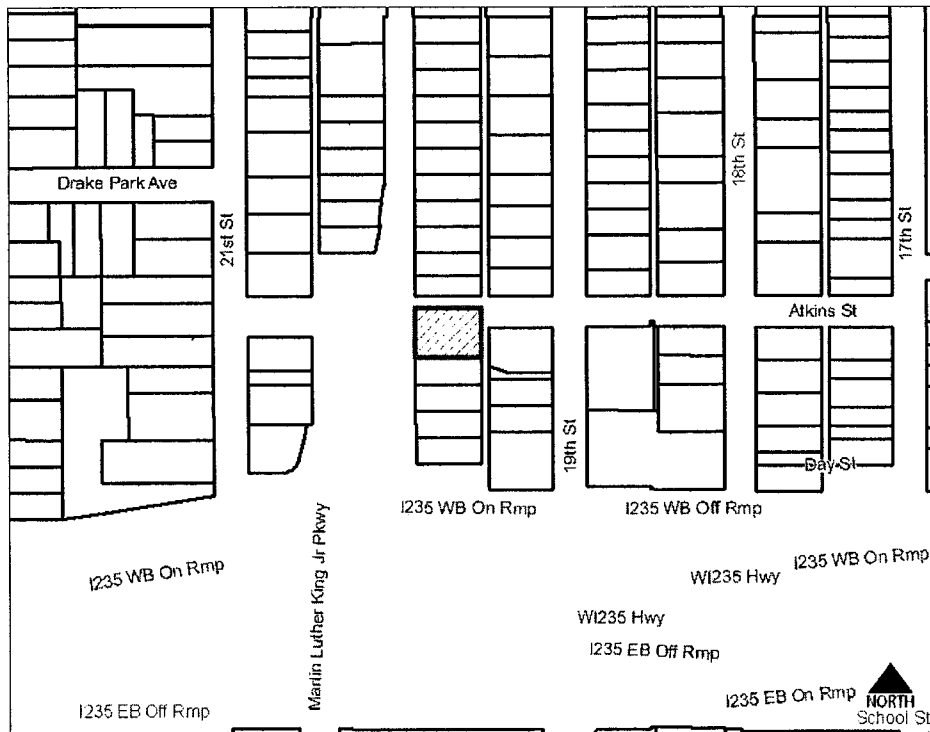 18th St
Drake Park Ave
21st St
17th St
Atkins St
19th St
Day St
I235 WB On Rmp
I235 WB Off Rmp
Martin Luther King Jr Pkwy
I235 WB On Rmp
I235 WB On Rmp
WI235 Hwy
WI235 Hwy
I235 EB Off Rmp
I235 EB On Rmp
NORTH
I235 EB Off Rmp
School St